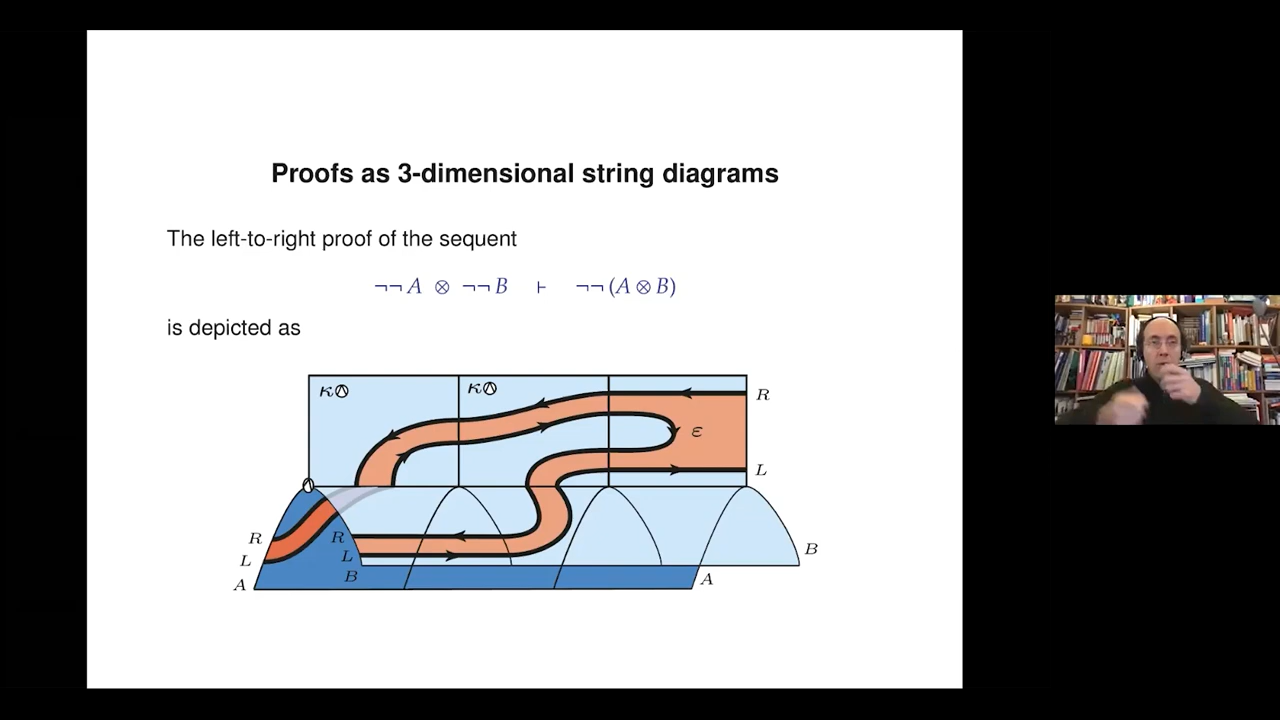 Proofs as 3-dimensional string diagrams
The left-to-right proof of the sequent
¬¬A ⊗ ¬¬B ⊢ ¬¬(A ⊗ B)
is depicted as
κ⊘ κ⊘
R
ε
L
R R
L L
B
A B
A